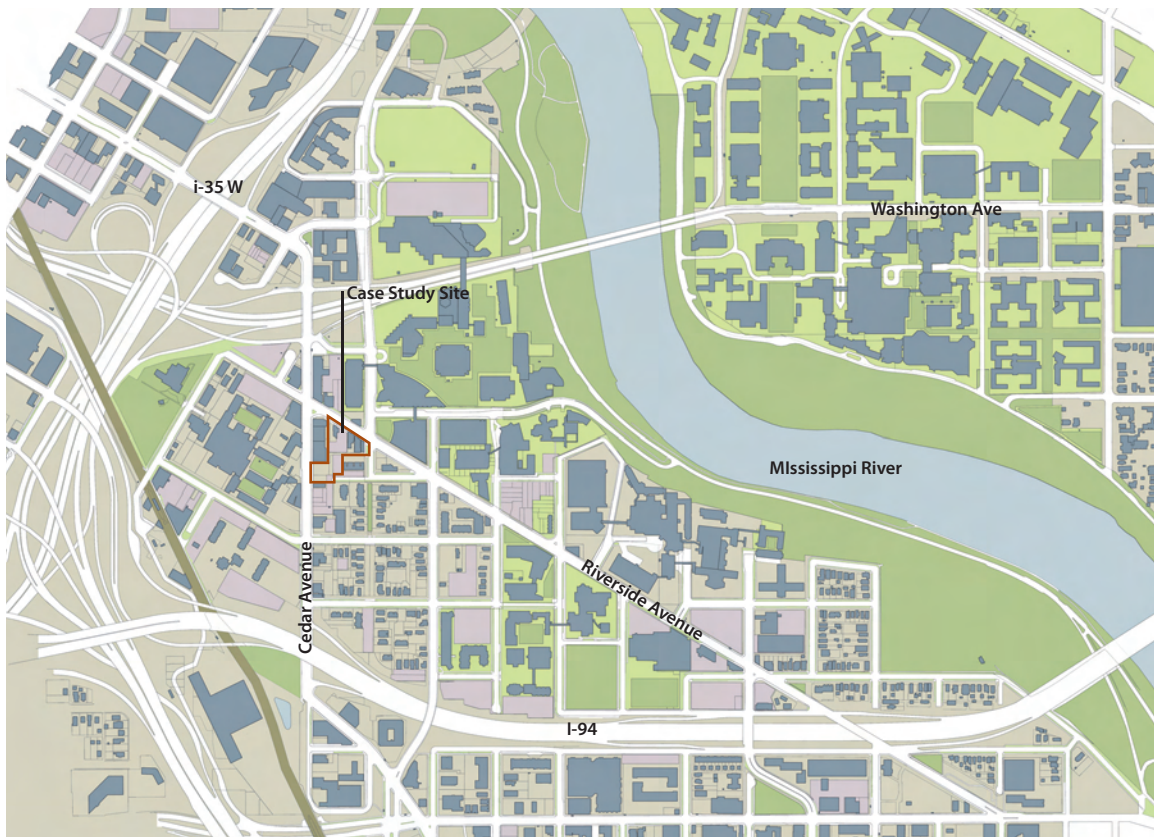 i-35 W
Washington Ave
Case Study Site
MIssissippi River
Cedar Avenue
Riverside Avenue
I-94